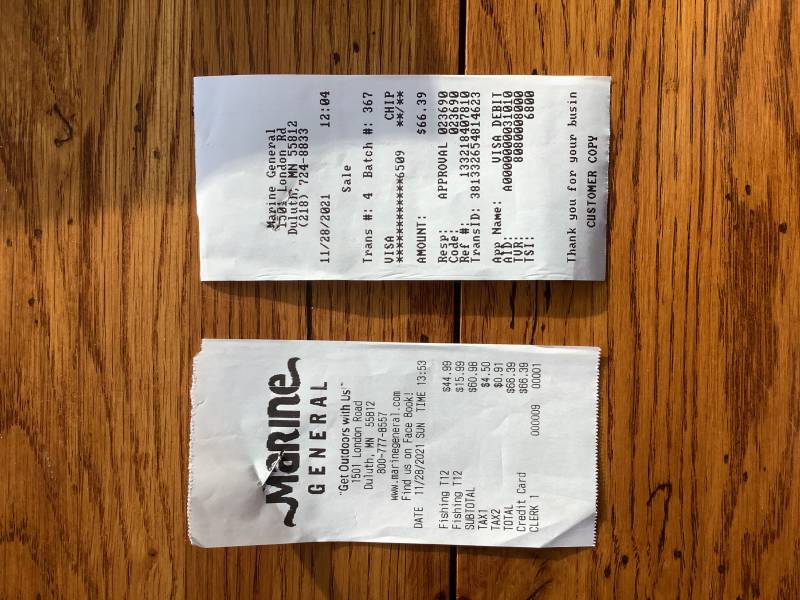 Marine General
1501 London Rd
Duluth, MN 55812
(218) 724-8833
11/28/2021 12:04
Sale
Trans #: 4 Batch #: 367
VISA CHIP
************6509 **/**
AMOUNT: $66.39
Resp: APPROVAL 023690
Code: 023690
Ref #: 133218407810
TransID: 381332654814623
App Name: VISA DEBIT
AID: A0000000031010
TVR: 8080008000
TSI: 6800
Thank you for your busin
CUSTOMER COPY
MaRINE
GENERAL
"Get Outdoors with Us"
1501 London Road
Duluth, MN 55812
800-777-8557
www.marinegeneral.com
Find us on Face Book!
DATE 11/28/2021 SUN TIME 13:53
Fishing T12 $44.99
Fishing T12 $15.99
SUBTOTAL $60.98
TAX1 $4.50
TAX2 $0.91
TOTAL $66.39
Credit Card $66.39
CLERK 1 000009 00001